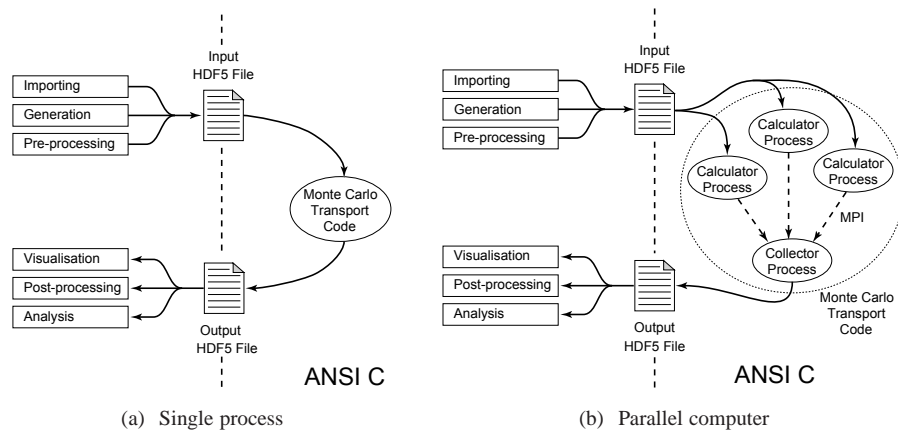 Input
HDF5 File
Importing
Generation
Pre-processing
Monte Carlo
Transport
Code
Visualisation
Post-processing
Analysis
Output
HDF5 File
ANSI C
(a) Single process
Input
HDF5 File
Importing
Generation
Pre-processing
Calculator
Process
Calculator
Process
Calculator
Process
MPI
Collector
Process
Monte Carlo
Transport
Code
Visualisation
Post-processing
Analysis
Output
HDF5 File
ANSI C
(b) Parallel computer